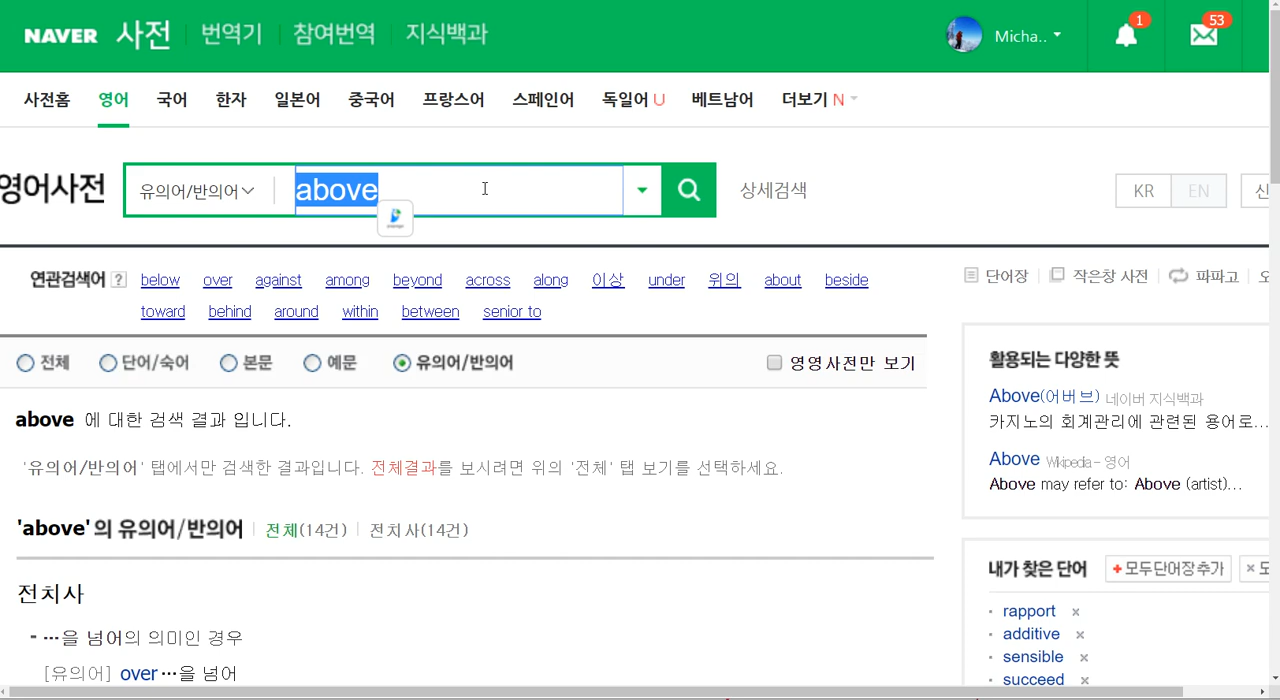 NAVER 사전 번역기 참여번역 지식백과 Micha.. 1 53
사전홈 영어 국어 한자 일본어 중국어 프랑스어 스페인어 독일어 U 베트남어 더보기 N
영어사전 유의어/반의어 above 상세검색 KR EN
연관검색어 ? below over against among beyond across along 이상 under 위의 about beside
toward behind around within between senior to
단어장 작은창 사전 파파고
전체 단어/숙어 본문 예문 유의어/반의어 영영사전만 보기
above 에 대한 검색 결과 입니다.
'유의어/반의어' 탭에서만 검색한 결과입니다. 전체결과를 보시려면 위의 '전체' 탭 보기를 선택하세요.
'above'의 유의어/반의어 전체(14건) 전치사(14건)
전치사
- …을 넘어의 의미인 경우
[유의어] over …을 넘어
활용되는 다양한 뜻
Above(어버브) 네이버 지식백과
카지노의 회계관리에 관련된 용어로...
Above Wikipedia - 영어
Above may refer to: Above (artist)...
내가 찾은 단어 +모두단어장추가
· rapport ×
· additive ×
· sensible ×
· succeed ×